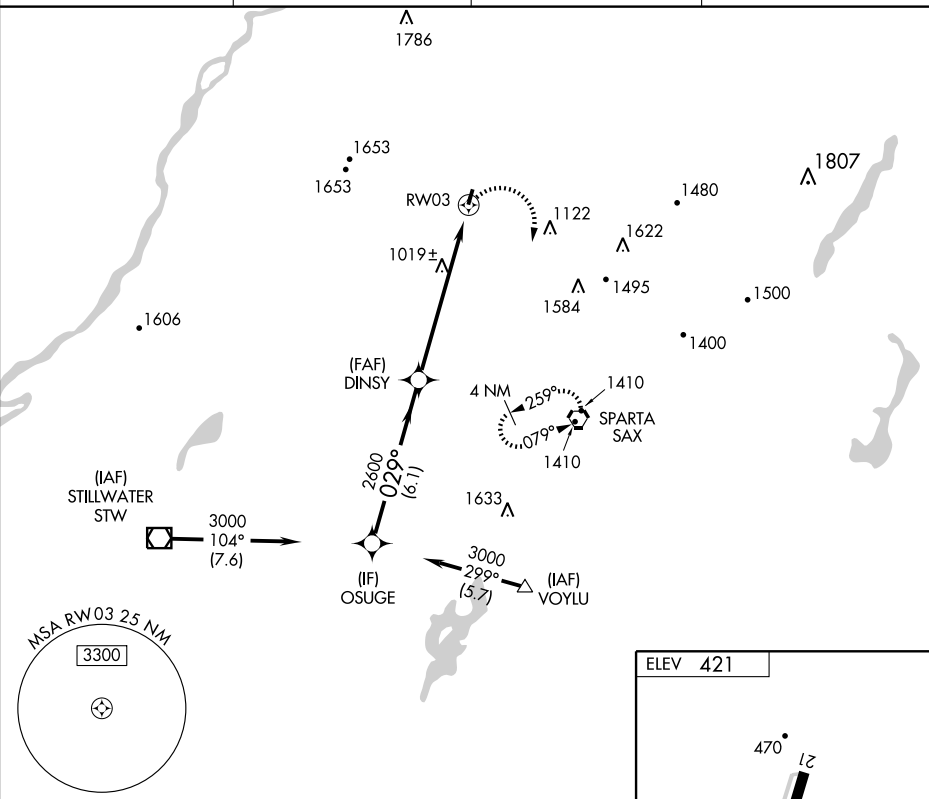 1786
1653
1653
1807
RW03
1480
1122
1622
1019±
1495
1584
1500
1606
1400
(FAF)
DINSY
4 NM
259°
1410
SPARTA
SAX
079°
1410
2600
029°
(6.1)
(IAF)
STILLWATER
STW
1633
3000
104°
(7.6)
3000
299°
(5.7)
(IF)
OSUGE
(IAF)
VOYLU
MSA RW03 25 NM
3300
ELEV 421
470
21